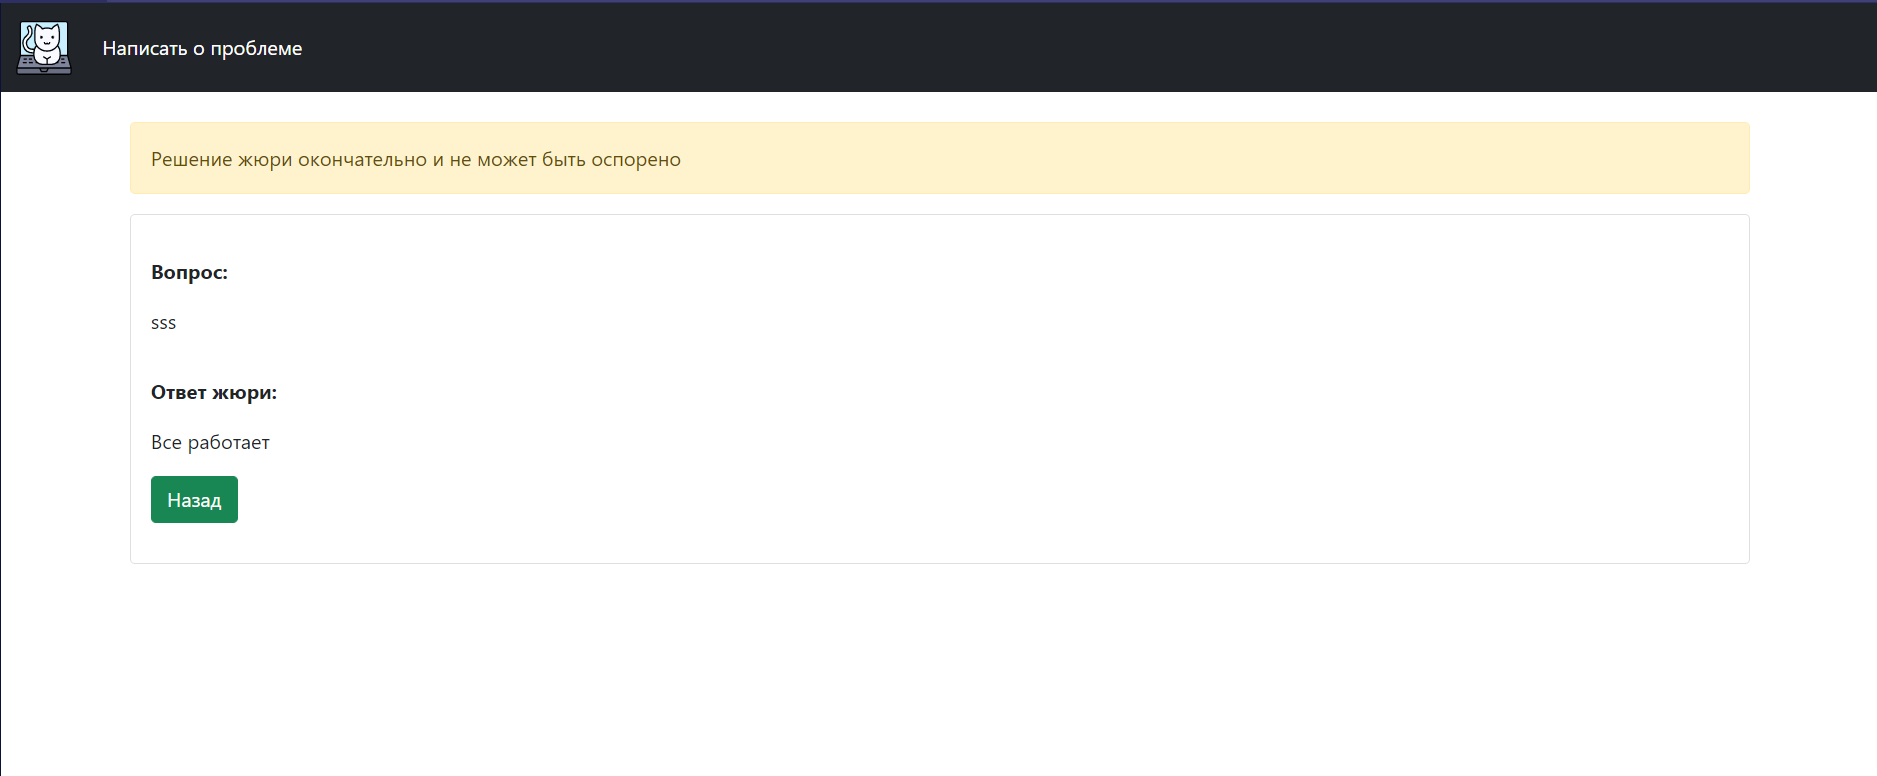 Написать о проблеме
Решение жюри окончательно и не может быть оспорено
Вопрос:
sss
Ответ жюри:
Все работает
Назад